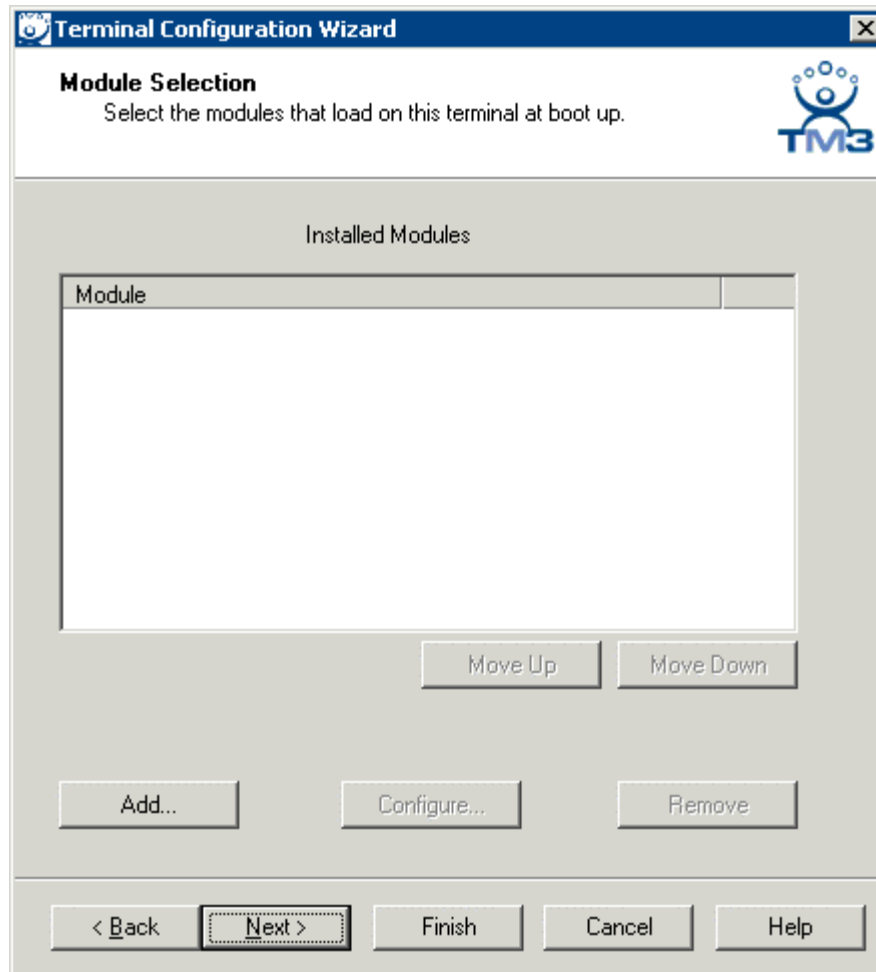 Terminal Configuration Wizard
Module Selection
Select the modules that load on this terminal at boot up.
TM3
Installed Modules
Module
Move Up Move Down
Add... Configure... Remove
< Back Next > Finish Cancel Help